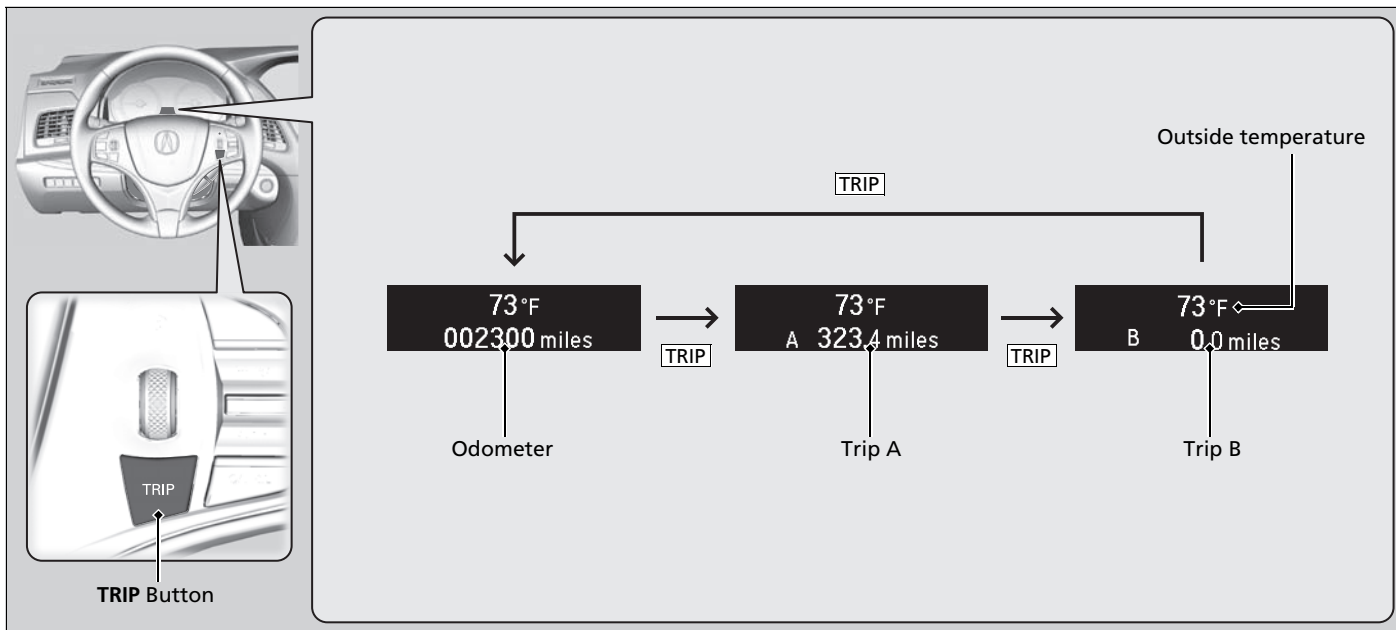 Outside temperature
TRIP
73°F
002300 miles
TRIP
73°F
A 323.4 miles
TRIP
73°F
B 0.0 miles
Odometer
Trip A
Trip B
TRIP
TRIP Button